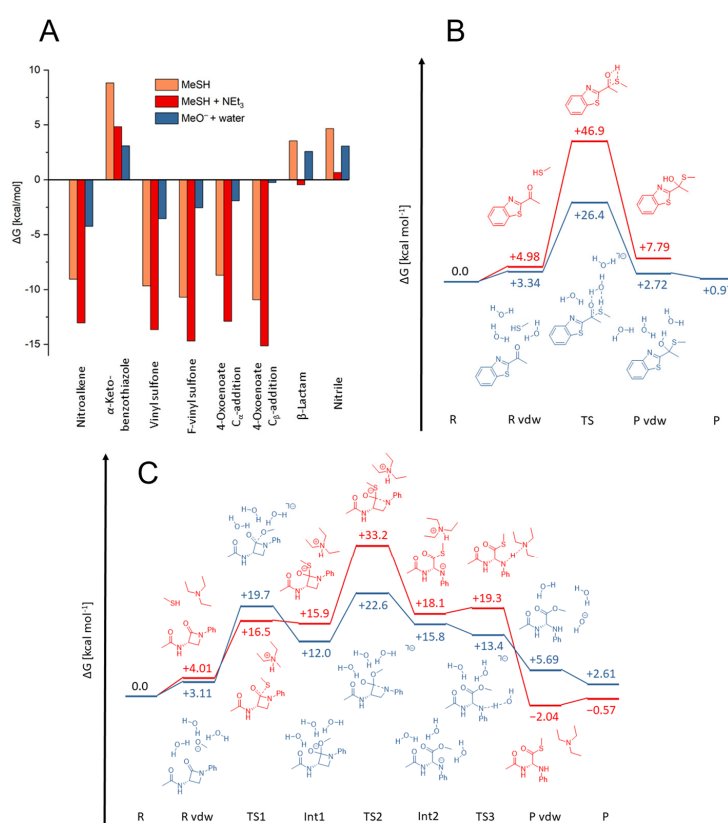 A
ΔG [kcal/mol]
10
5
0
-5
-10
-15
MeSH
MeSH + NEt₃
MeO⁻ + water
Nitroalkene
α-Keto-
benzothiazole
Vinyl sulfone
F-vinyl sulfone
4-Oxoenoate
Cα-addition
4-Oxoenoate
Cβ-addition
β-Lactam
Nitrile
B
ΔG [kcal mol⁻¹]
+46.9
+26.4
+4.98
+7.79
0.0
+3.34
+2.72
+0.97
R
R vdw
TS
P vdw
P
C
ΔG [kcal mol⁻¹]
+33.2
+19.7
+15.9
+22.6
+18.1
+19.3
+16.5
+12.0
+15.8
+13.4
+4.01
+5.69
0.0
+3.11
+2.61
−2.04
−0.57
R
R vdw
TS1
Int1
TS2
Int2
TS3
P vdw
P